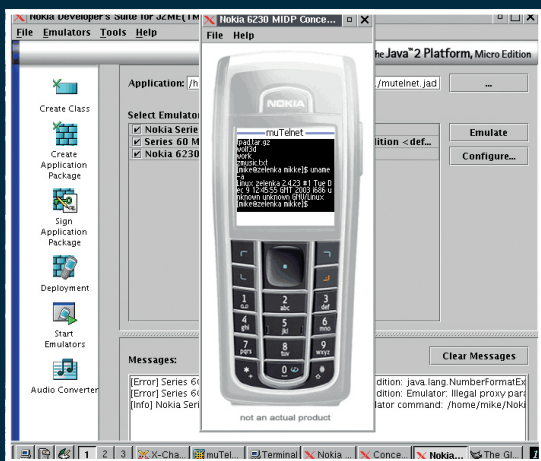 Nokia Developer's Suite for J2ME(TM
Nokia 6230 MIDP Conce...
File Emulators Tools Help
File Help
he Java™2 Platform, Micro Edition
Create Class
Create
Application
Package
Sign
Application
Package
Deployment
Start
Emulators
Audio Converter
Application: /h
/mutelnet.jad
...
Select Emulato
Nokia Serie
Series 60 M
dition <def...
Nokia 6230
Emulate
Configure...
NOKIA
muTelnet
ipad.tar.gz
wolf3d
work
zmusic.txt
[mike@zelenka mikke]$ uname
-a
Linux zelenka 2.4.23 #1 Tue D
ec 9 12:45:55 GMT 2003 i686 u
nknown unknown GNU/Linux
[mike@zelenka mikke]$
1 2 abc 3 def
4 ghi 5 jkl 6 mno
7 pqrs 8 tuv 9 wxyz
* + 0 #
not an actual product
Messages:
Clear Messages
[Error] Series 60
dition: java.lang.NumberFormatEx
[Error] Series 60
dition: Emulator: Illegal proxy para
[Info] Nokia Seri
lator command: /home/mike/Noki
1 2 3 X-Cha... muTel... Terminal Nokia ... Conce... Nokia... The GI...